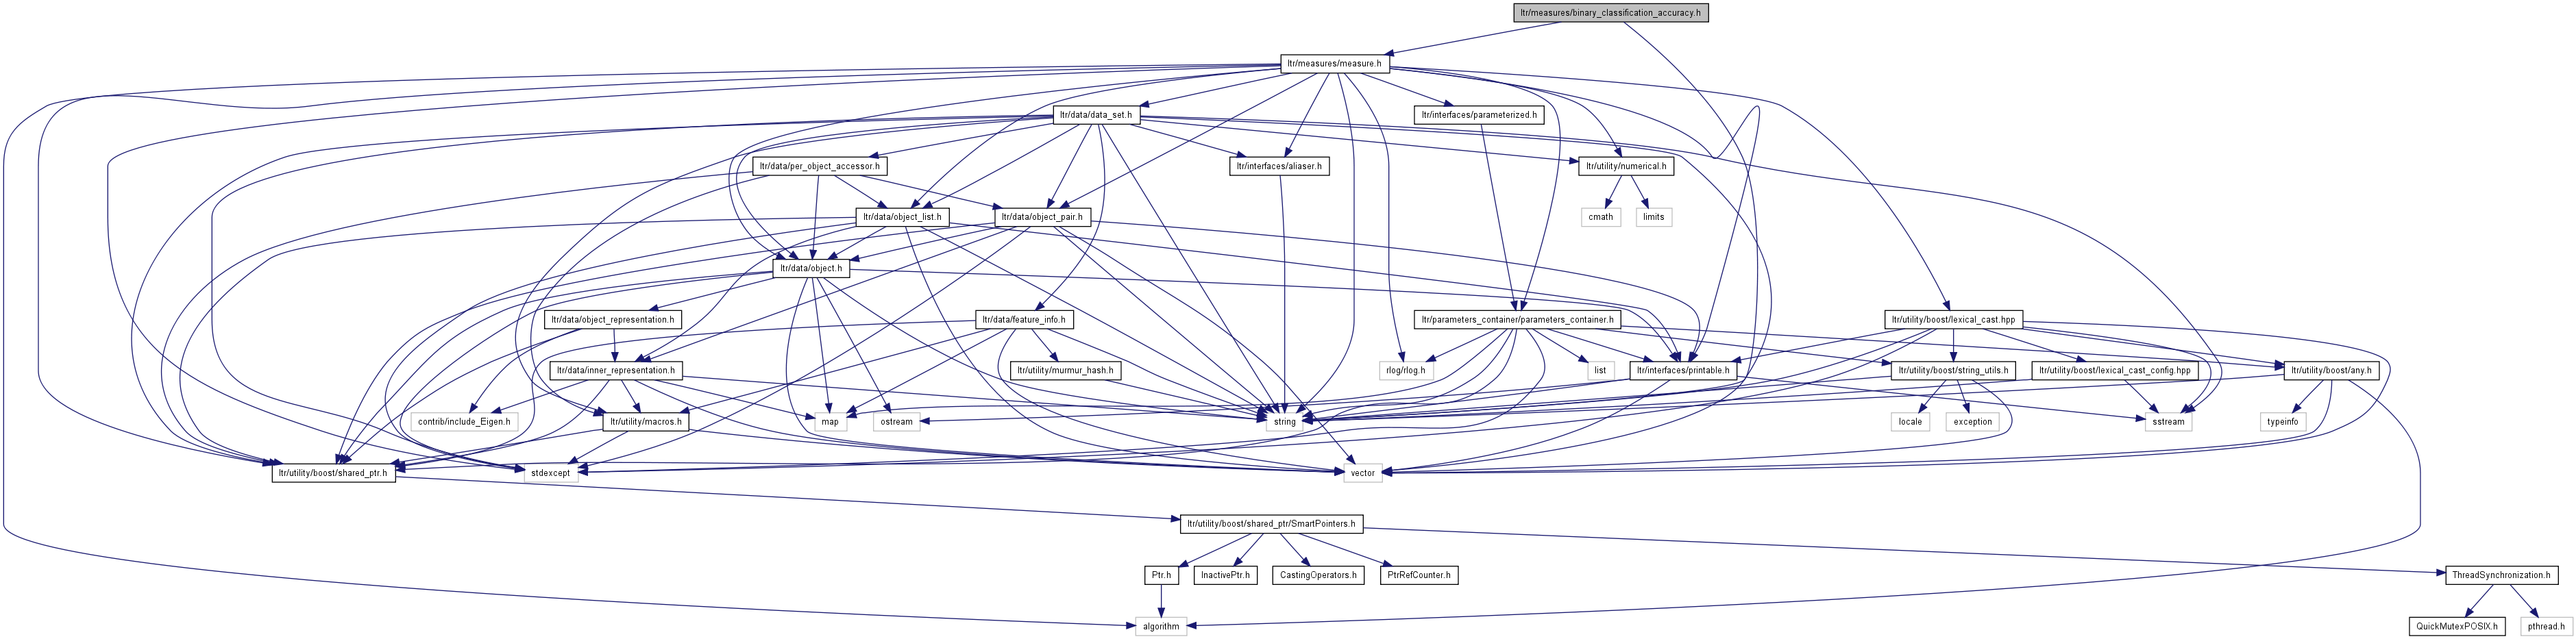 ltr/measures/binary_classification_accuracy.h
ltr/measures/measure.h
ltr/data/data_set.h
ltr/interfaces/parameterized.h
ltr/data/per_object_accessor.h
ltr/interfaces/aliaser.h
ltr/utility/numerical.h
ltr/data/object_list.h
ltr/data/object_pair.h
cmath
limits
ltr/data/object.h
ltr/data/object_representation.h
ltr/data/feature_info.h
ltr/parameters_container/parameters_container.h
ltr/utility/boost/lexical_cast.hpp
ltr/data/inner_representation.h
ltr/utility/murmur_hash.h
rlog/rlog.h
list
ltr/interfaces/printable.h
ltr/utility/boost/string_utils.h
ltr/utility/boost/lexical_cast_config.hpp
ltr/utility/boost/any.h
contrib/include_Eigen.h
ltr/utility/macros.h
map
ostream
string
locale
exception
sstream
typeinfo
ltr/utility/boost/shared_ptr.h
stdexcept
vector
ltr/utility/boost/shared_ptr/SmartPointers.h
Ptr.h
InactivePtr.h
CastingOperators.h
PtrRefCounter.h
ThreadSynchronization.h
algorithm
QuickMutexPOSIX.h
pthread.h